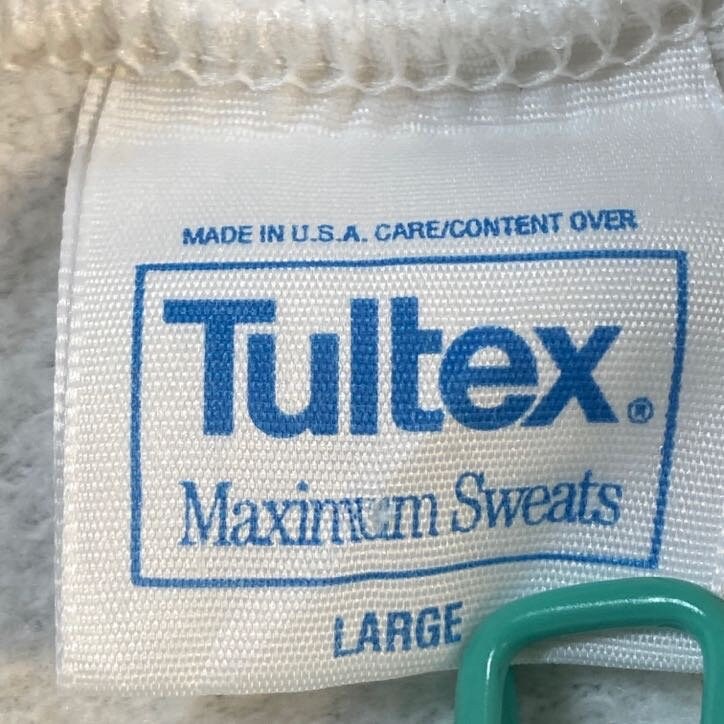 MADE IN U.S.A. CARE/CONTENT OVER
Tultex®
Maximum Sweats
LARGE